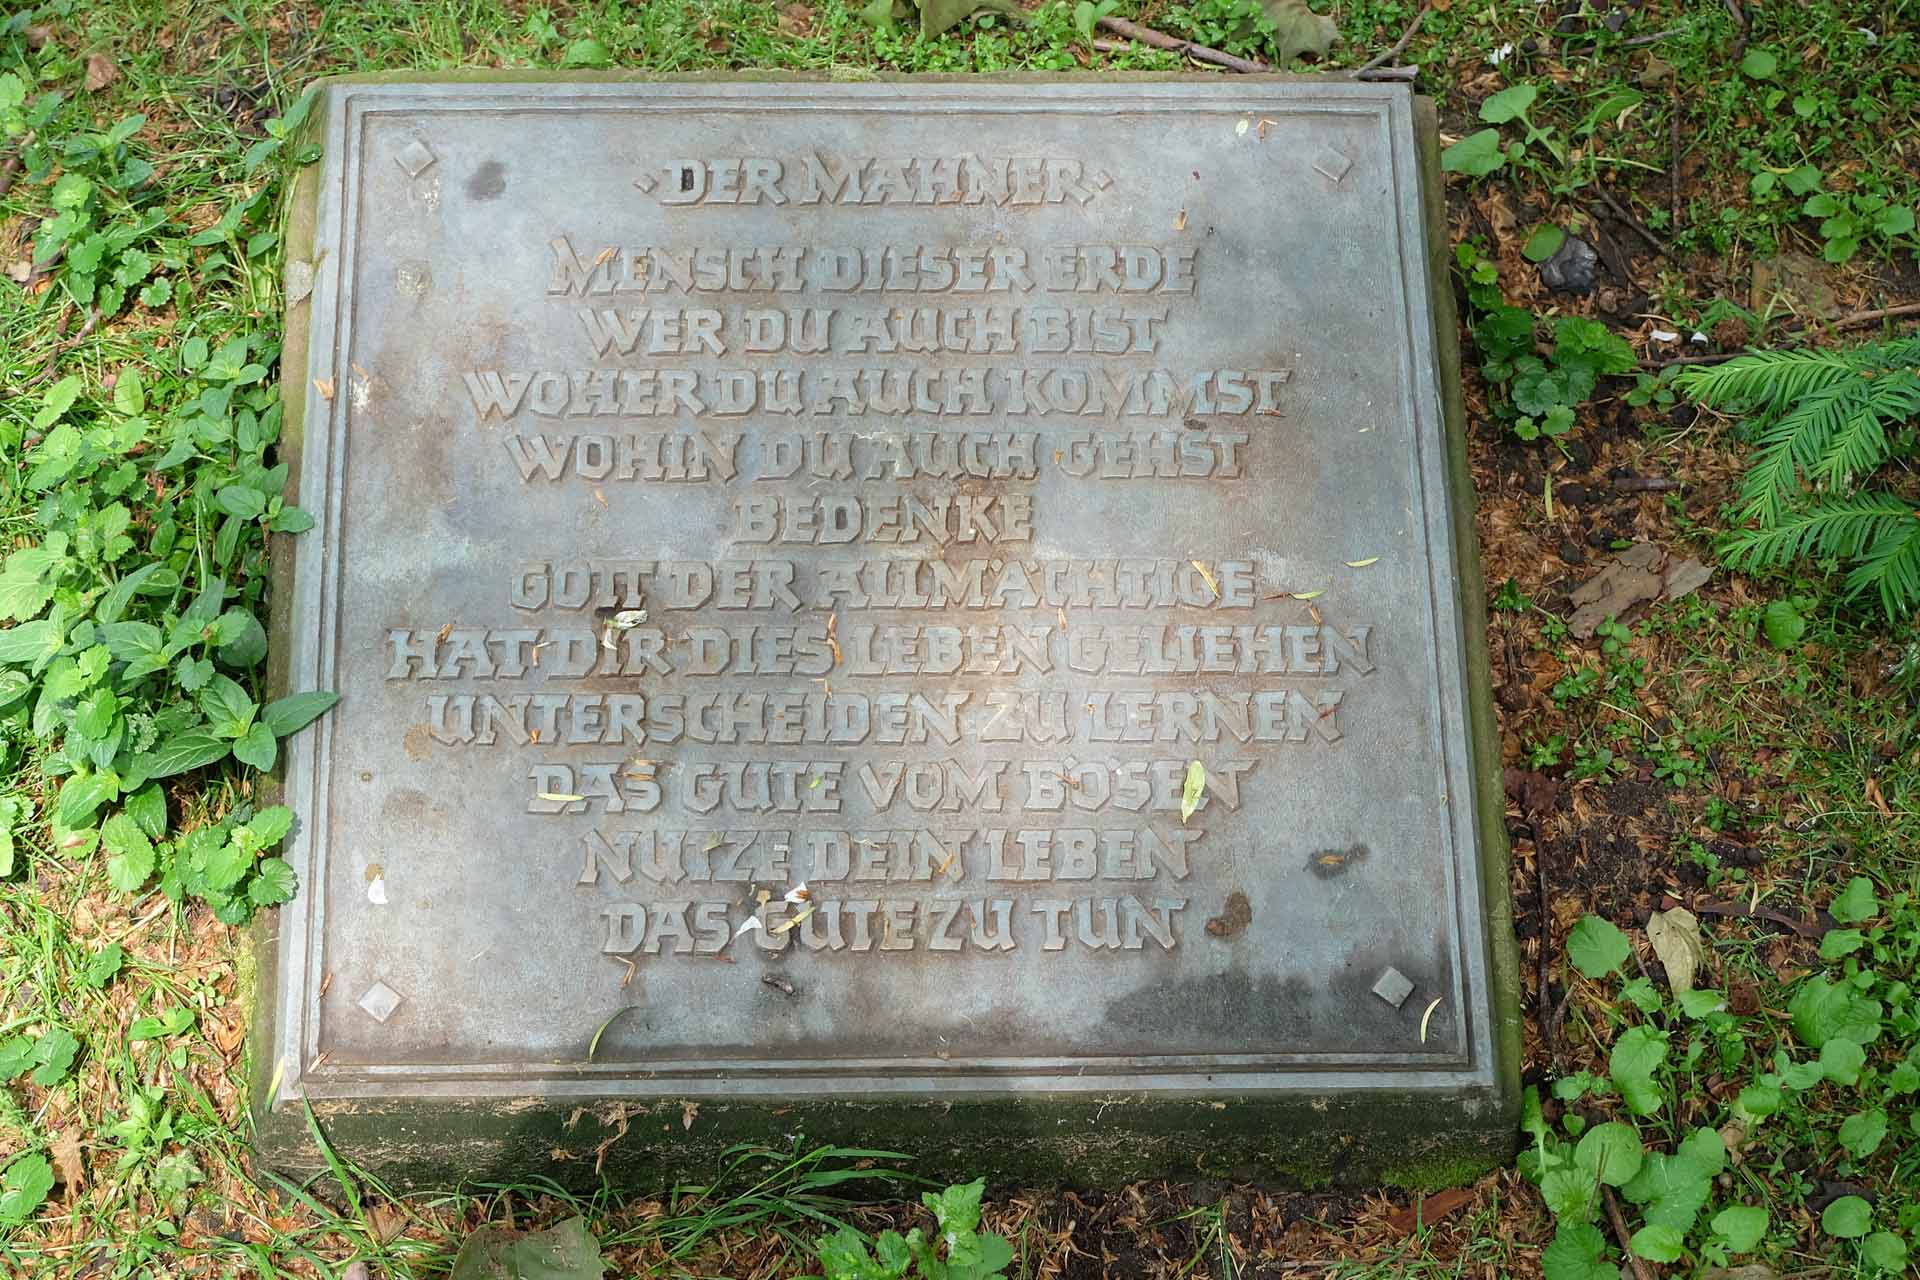 ·DER MAHNER·
MENSCH DIESER ERDE
WER DU AUCH BIST
WOHER DU AUCH KOMMST
WOHIN DU AUCH GEHST
BEDENKE
GOTT DER ALLMÄCHTIGE
HAT DIR DIES LEBEN GELIEHEN
UNTERSCHEIDEN ZU LERNEN
DAS GUTE VOM BÖSEN
NUTZE DEIN LEBEN
DAS GUTE ZU TUN